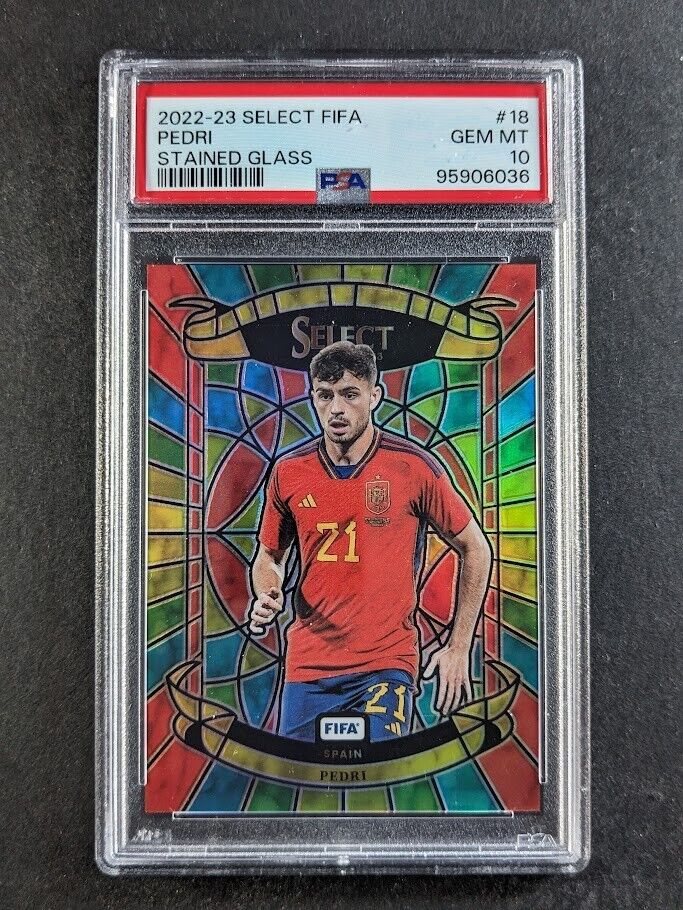 2022-23 SELECT FIFA #18
PEDRI GEM MT
STAINED GLASS 10
PSA 95906036
SELECT
21
21
FIFA
SPAIN
PEDRI
PSA